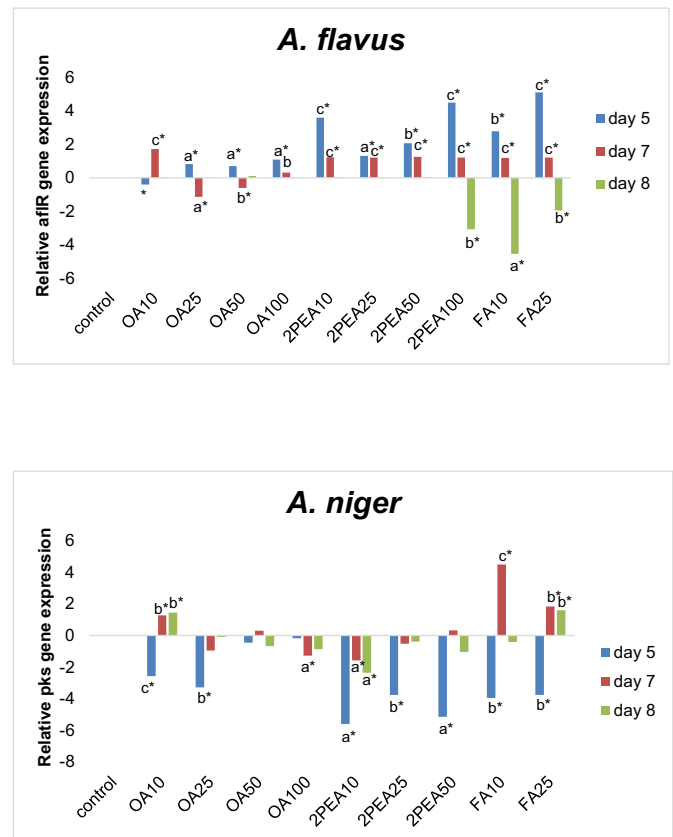 A. flavus
Relative aflR gene expression
6
4
2
0
-2
-4
-6
* c*
a* a*
a* b*
a* b
c* c*
a* c*
b* c*
c* c* b*
b* c* a*
c* c* b*
control OA10 OA25 OA50 OA100 2PEA10 2PEA25 2PEA50 2PEA100 FA10 FA25
day 5
day 7
day 8
A. niger
Relative pks gene expression
6
4
2
0
-2
-4
-6
-8
c* b* b*
b*
a*
a* a* a*
b*
a*
b* c*
b* b* b*
control OA10 OA25 OA50 OA100 2PEA10 2PEA25 2PEA50 FA10 FA25
day 5
day 7
day 8